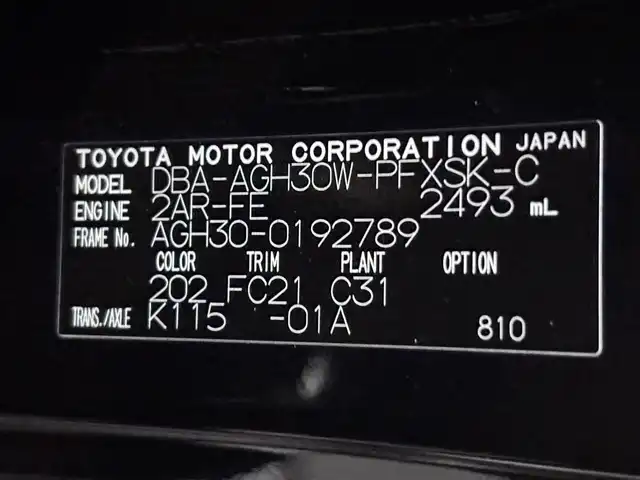 TOYOTA MOTOR CORPORATION JAPAN
MODEL DBA-AGH30W-PFXSK-C
ENGINE 2AR-FE 2493 mL
FRAME No. AGH30-0192789
COLOR TRIM PLANT OPTION
202 FC21 C31
TRANS./AXLE K115 -01A 810